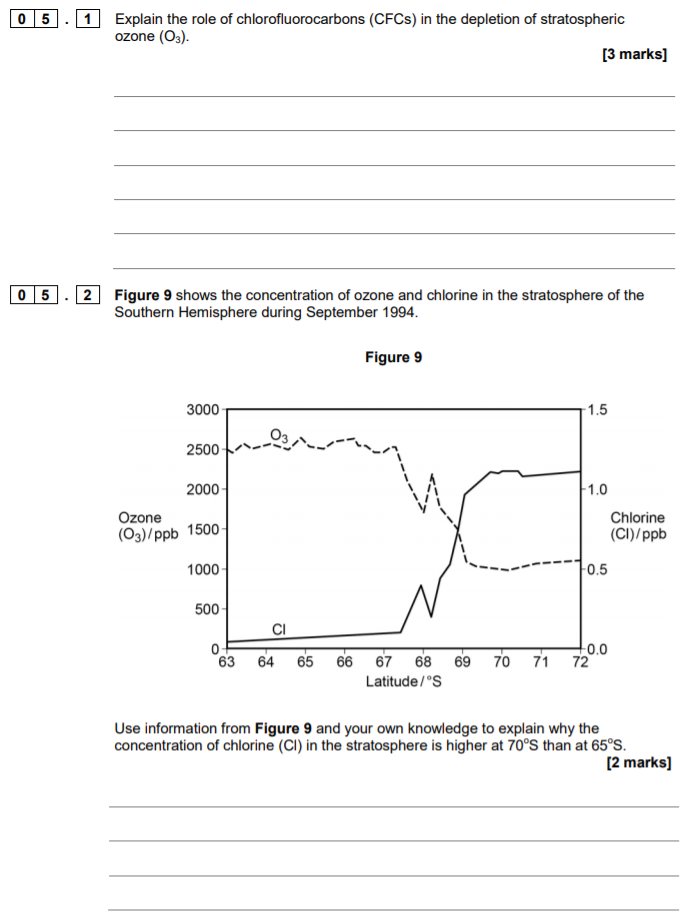 0 5 . 1 Explain the role of chlorofluorocarbons (CFCs) in the depletion of stratospheric
ozone (O₃).
[3 marks]
0 5 . 2 Figure 9 shows the concentration of ozone and chlorine in the stratosphere of the
Southern Hemisphere during September 1994.
Figure 9
3000
2500
2000
1500
1000
500
0
Ozone
(O₃)/ppb
O₃
Cl
1.5
1.0
0.5
0.0
Chlorine
(Cl)/ppb
63 64 65 66 67 68 69 70 71 72
Latitude/°S
Use information from Figure 9 and your own knowledge to explain why the
concentration of chlorine (Cl) in the stratosphere is higher at 70°S than at 65°S.
[2 marks]